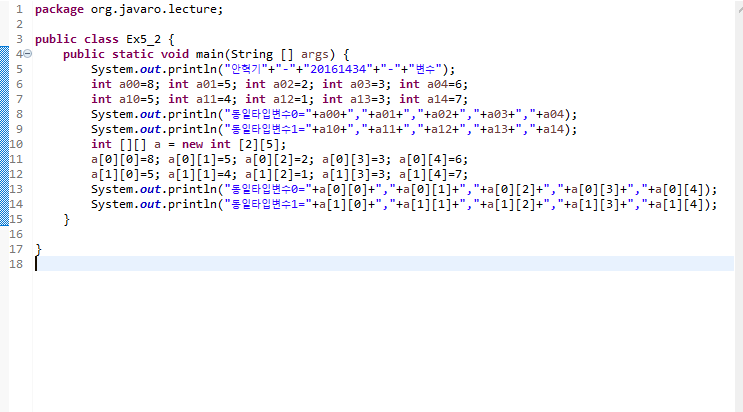 1 package org.javaro.lecture;
2
3 public class Ex5_2 {
4 public static void main(String [] args) {
5 System.out.println("안혁기"+"-"+"20161434"+"-"+"변수");
6 int a00=8; int a01=5; int a02=2; int a03=3; int a04=6;
7 int a10=5; int a11=4; int a12=1; int a13=3; int a14=7;
8 System.out.println("동일타입변수0="+a00+","+a01+","+a02+","+a03+","+a04);
9 System.out.println("동일타입변수1="+a10+","+a11+","+a12+","+a13+","+a14);
10 int [][] a = new int [2][5];
11 a[0][0]=8; a[0][1]=5; a[0][2]=2; a[0][3]=3; a[0][4]=6;
12 a[1][0]=5; a[1][1]=4; a[1][2]=1; a[1][3]=3; a[1][4]=7;
13 System.out.println("동일타입변수0="+a[0][0]+","+a[0][1]+","+a[0][2]+","+a[0][3]+","+a[0][4]);
14 System.out.println("동일타입변수1="+a[1][0]+","+a[1][1]+","+a[1][2]+","+a[1][3]+","+a[1][4]);
15 }
16
17 }
18